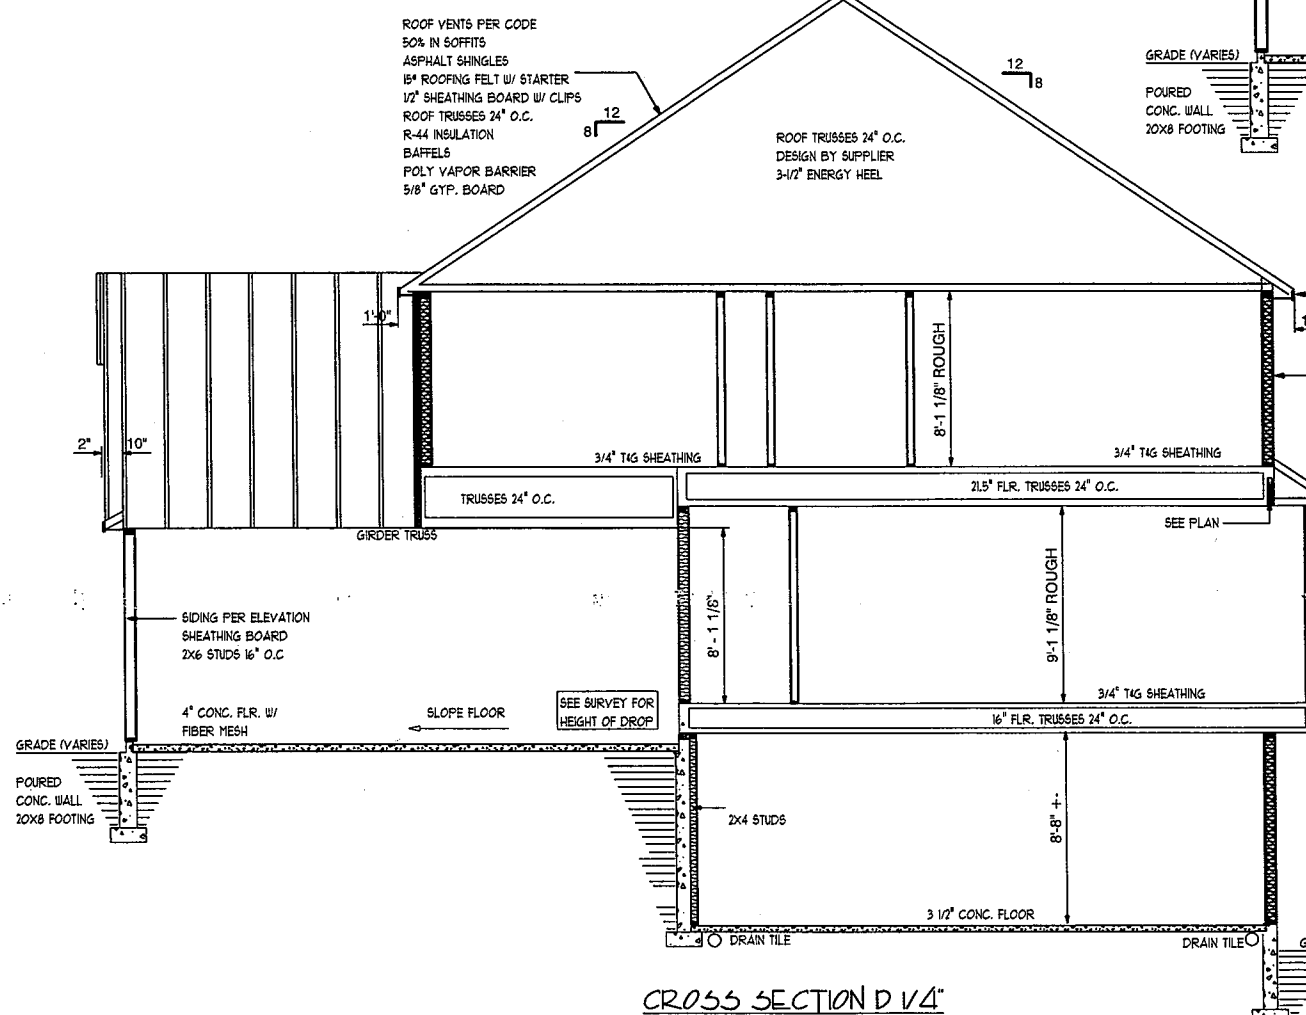 ROOF VENTS PER CODE
50% IN SOFFITS
ASPHALT SHINGLES
15# ROOFING FELT W/ STARTER
1/2" SHEATHING BOARD W/ CLIPS
ROOF TRUSSES 24" O.C.
R-44 INSULATION
BAFFELS
POLY VAPOR BARRIER
5/8" GYP. BOARD
12
8
12
8
ROOF TRUSSES 24" O.C.
DESIGN BY SUPPLIER
3-1/2" ENERGY HEEL
GRADE (VARIES)
POURED
CONC. WALL
20X8 FOOTING
1'-0"
8'-1 1/8" ROUGH
2"
10"
3/4" T&G SHEATHING
3/4" T&G SHEATHING
TRUSSES 24" O.C.
21.5" FLR. TRUSSES 24" O.C.
SEE PLAN
GIRDER TRUSS
SIDING PER ELEVATION
SHEATHING BOARD
2X6 STUDS 16" O.C
8' - 1 1/8"
9'-1 1/8" ROUGH
3/4" T&G SHEATHING
4" CONC. FLR. W/
FIBER MESH
SLOPE FLOOR
SEE SURVEY FOR
HEIGHT OF DROP
16" FLR. TRUSSES 24" O.C.
GRADE (VARIES)
POURED
CONC. WALL
20X8 FOOTING
2X4 STUDS
8'-8" +-
3 1/2" CONC. FLOOR
DRAIN TILE
DRAIN TILE
CROSS SECTION D 1/4"